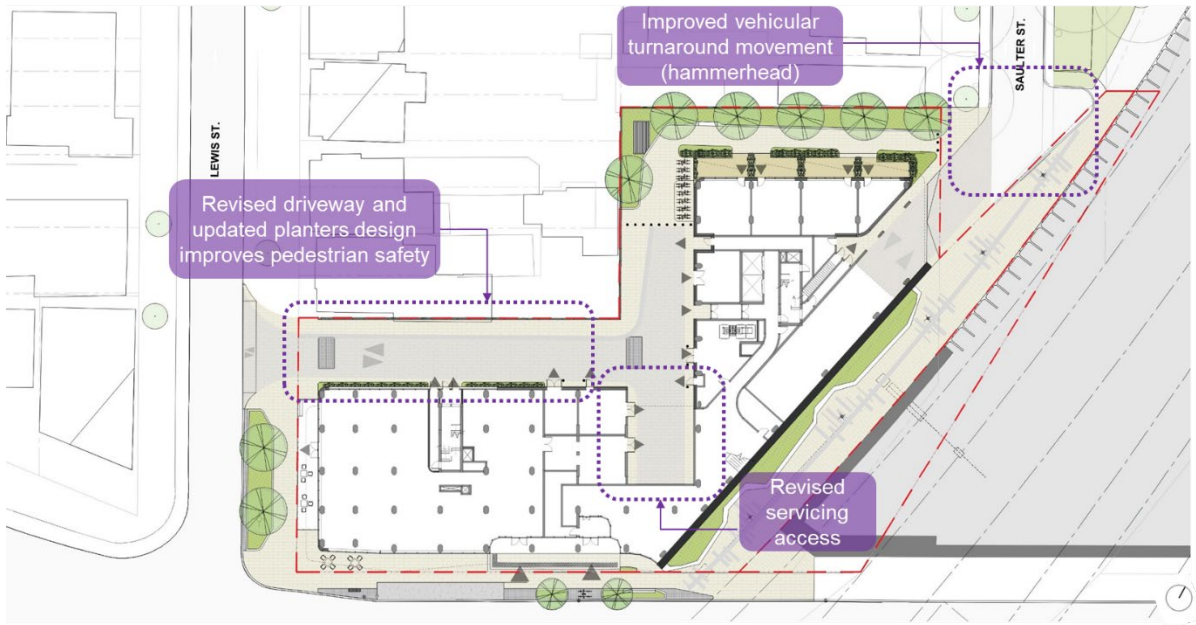 Improved vehicular
turnaround movement
(hammerhead)
SAULTER ST.
LEWIS ST.
Revised driveway and
updated planters design
improves pedestrian safety
Revised
servicing
access